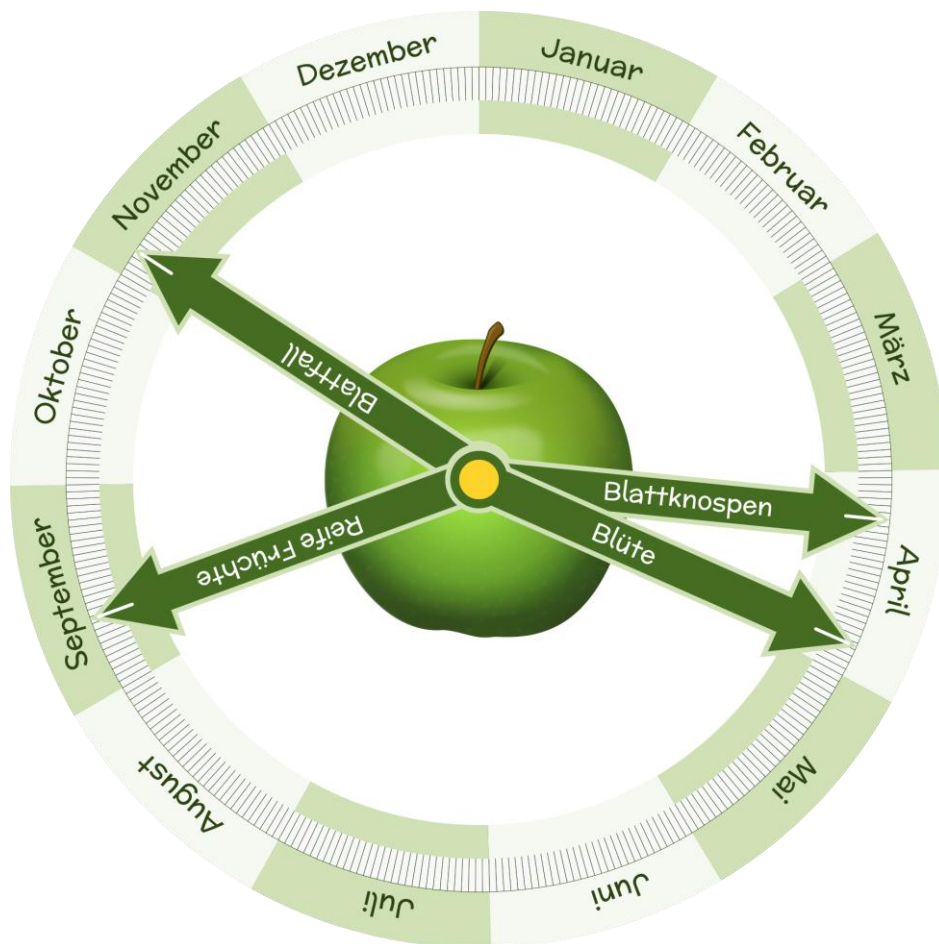 Januar
Februar
März
April
Mai
Juni
Juli
August
September
Oktober
November
Dezember
Blattknospen
Blüte
Reife Früchte
Blattfall